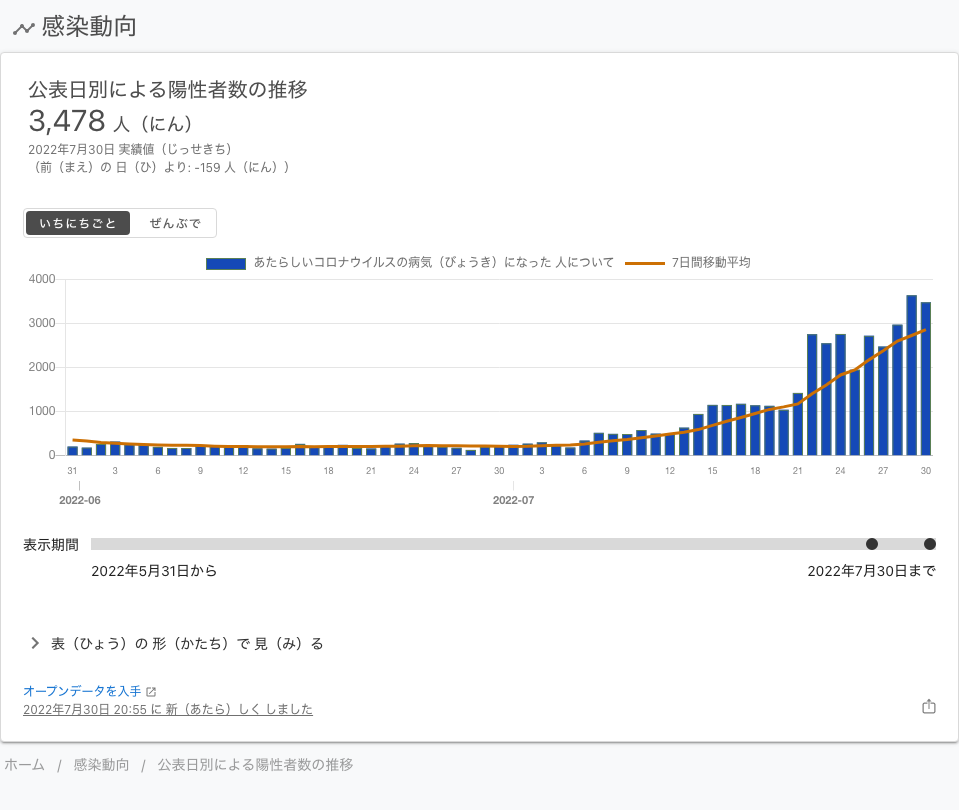 感染動向
公表日別による陽性者数の推移
3,478 人（にん）
2022年7月30日 実績値（じっせきち）
（前（まえ）の 日（ひ）より: -159 人（にん））
いちにちごと ぜんぶで
あたらしいコロナウイルスの病気（びょうき）になった 人について 7日間移動平均
4000
3000
2000
1000
0
31 3 6 9 12 15 18 21 24 27 30 3 6 9 12 15 18 21 24 27 30
2022-06 2022-07
表示期間
2022年5月31日から 2022年7月30日まで
表（ひょう）の 形（かたち）で 見（み）る
オープンデータを入手
2022年7月30日 20:55 に 新（あたら）しく しました
ホーム / 感染動向 / 公表日別による陽性者数の推移